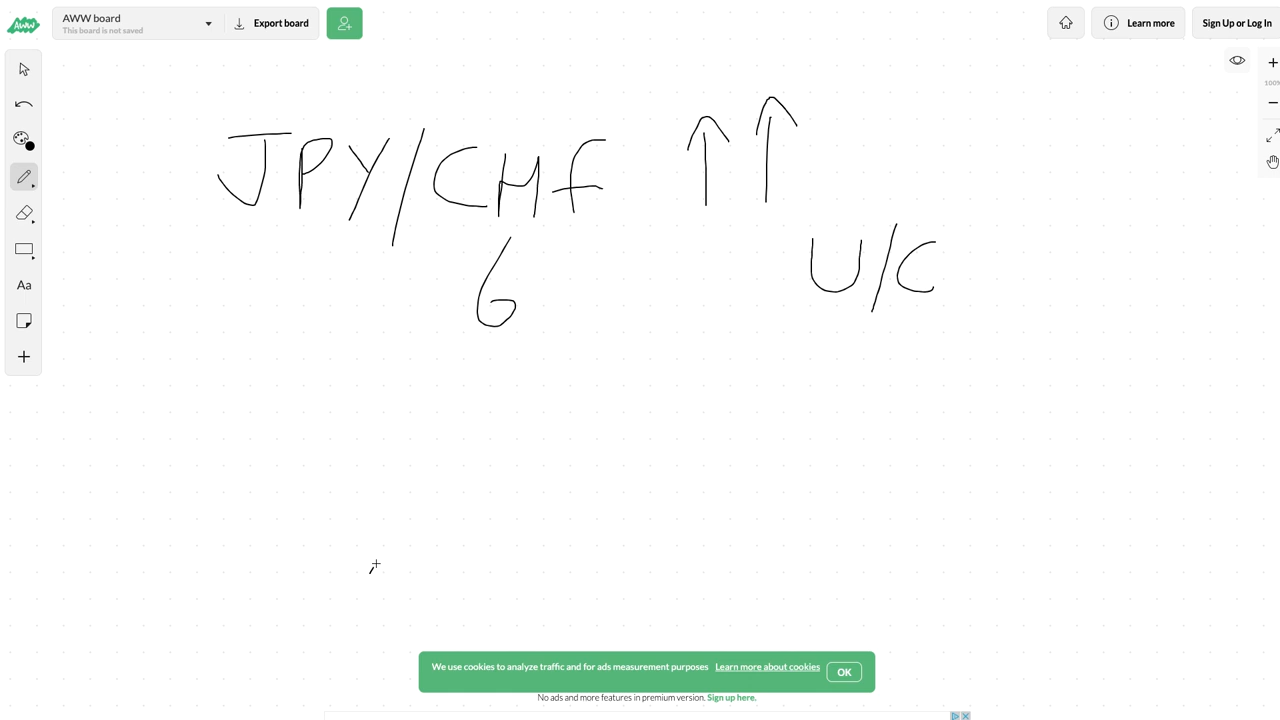 AWW
AWW board
This board is not saved
Export board
Learn more
Sign Up or Log In
100%
JPY/CHF ↑↑
U/C
6
Aa
We use cookies to analyze traffic and for ads measurement purposes Learn more about cookies OK
No ads and more features in premium version. Sign up here.